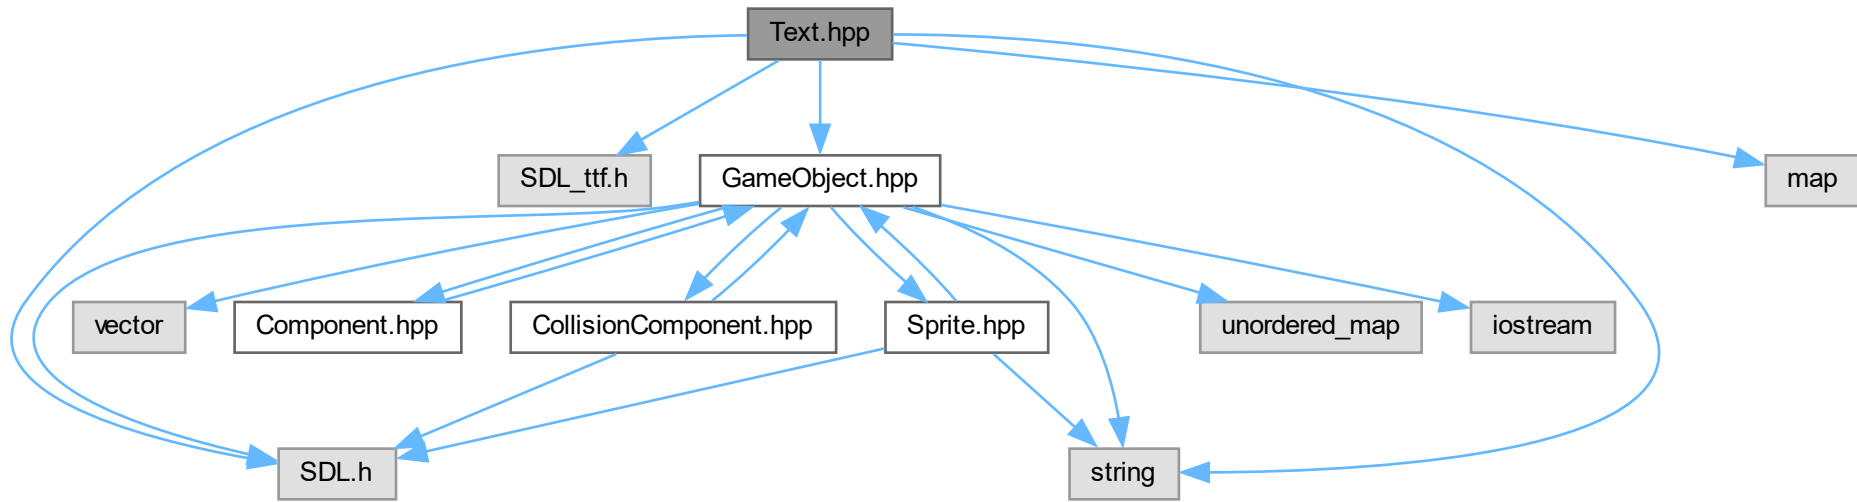 Text.hpp
SDL_ttf.h
GameObject.hpp
map
vector
Component.hpp
CollisionComponent.hpp
Sprite.hpp
unordered_map
iostream
SDL.h
string